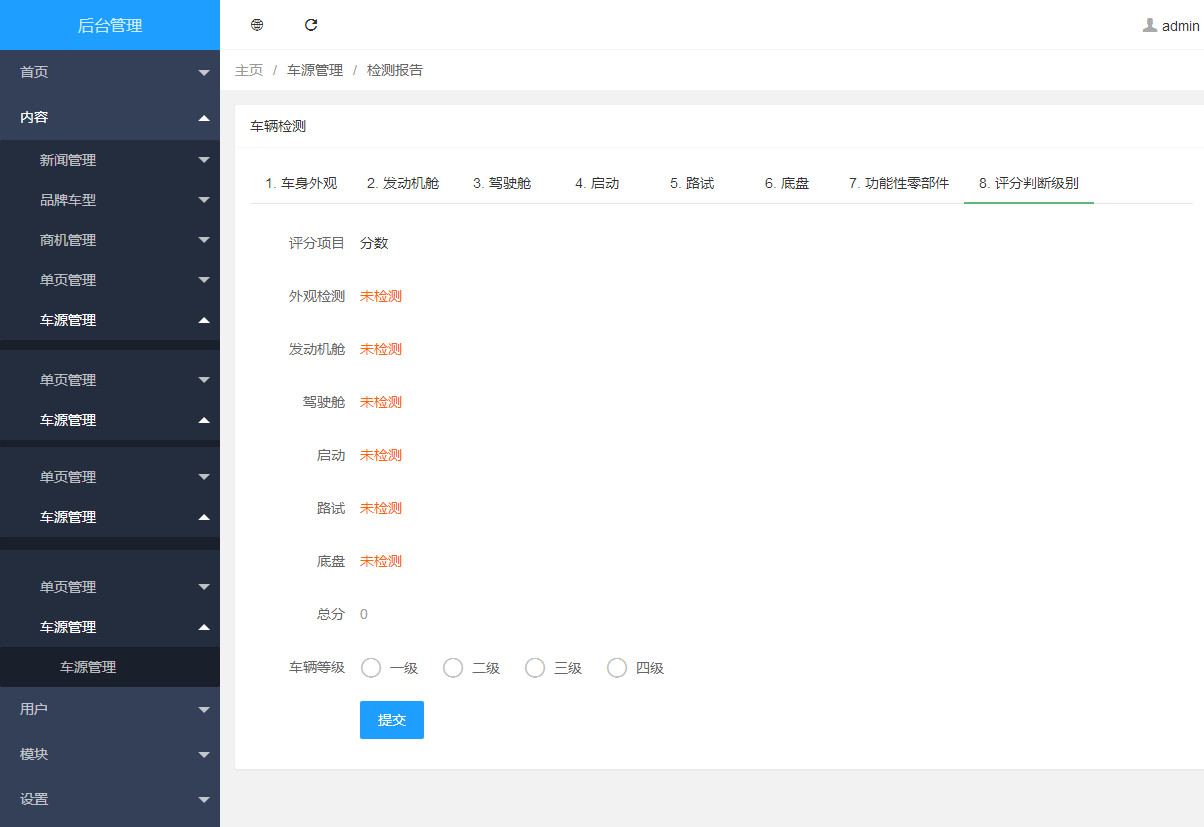 后台管理
admin
首页
内容
新闻管理
品牌车型
商机管理
单页管理
车源管理
单页管理
车源管理
单页管理
车源管理
单页管理
车源管理
车源管理
用户
模块
设置
主页 / 车源管理 / 检测报告
车辆检测
1. 车身外观 2. 发动机舱 3. 驾驶舱 4. 启动 5. 路试 6. 底盘 7. 功能性零部件 8. 评分判断级别
评分项目 分数
外观检测 未检测
发动机舱 未检测
驾驶舱 未检测
启动 未检测
路试 未检测
底盘 未检测
总分 0
车辆等级 一级 二级 三级 四级
提交